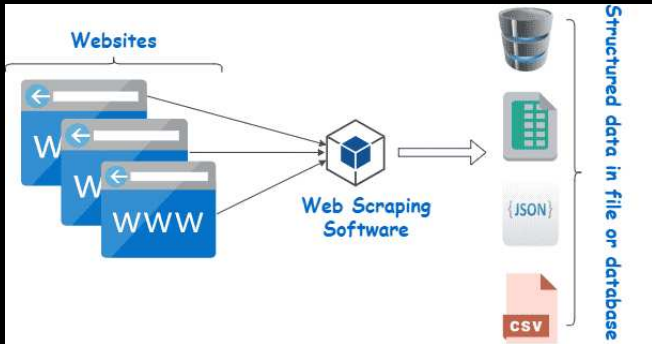 Websites
W
W
WWW
Web Scraping
Software
{JSON}
CSV
Structured data in file or database